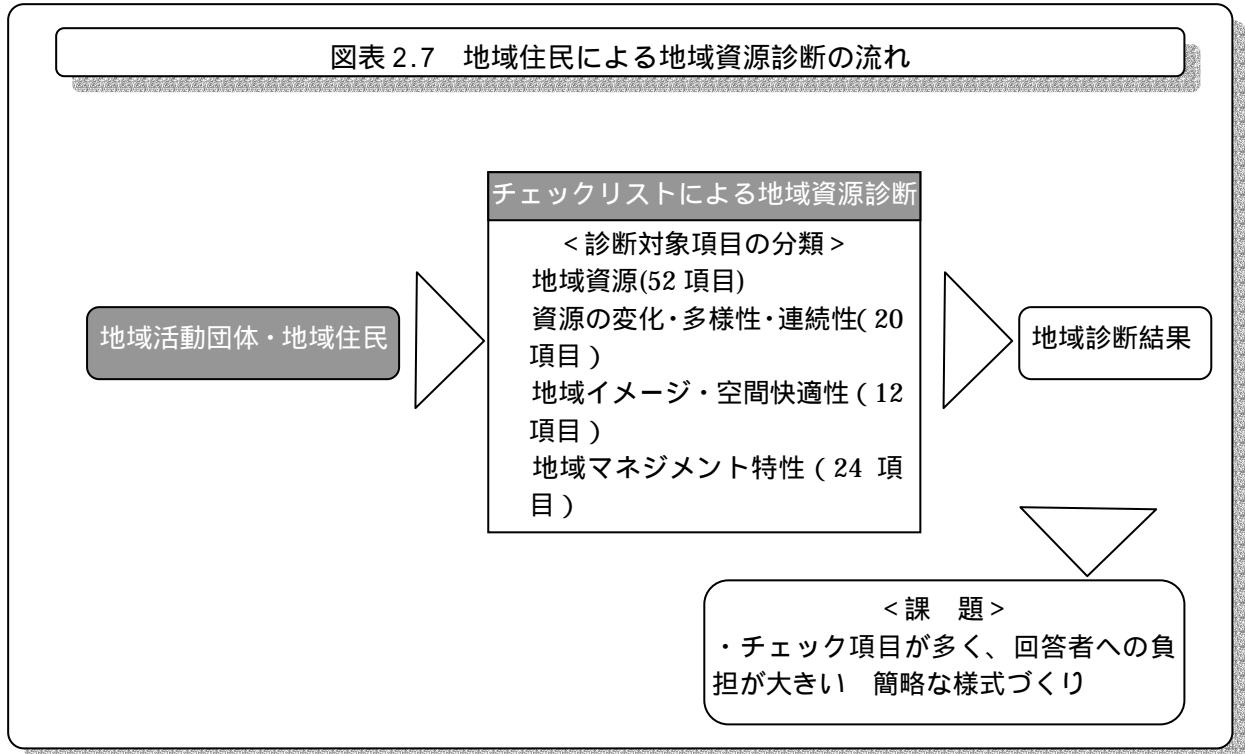 図表 2.7　地域住民による地域資源診断の流れ
チェックリストによる地域資源診断
＜診断対象項目の分類＞
地域資源(52 項目)
資源の変化・多様性・連続性( 20
項目 )
地域イメージ・空間快適性 ( 12
項目 )
地域マネジメント特性 ( 24 項
目 )
地域活動団体・地域住民
地域診断結果
＜課　題＞
・チェック項目が多く、回答者への負
担が大きい　簡略な様式づくり